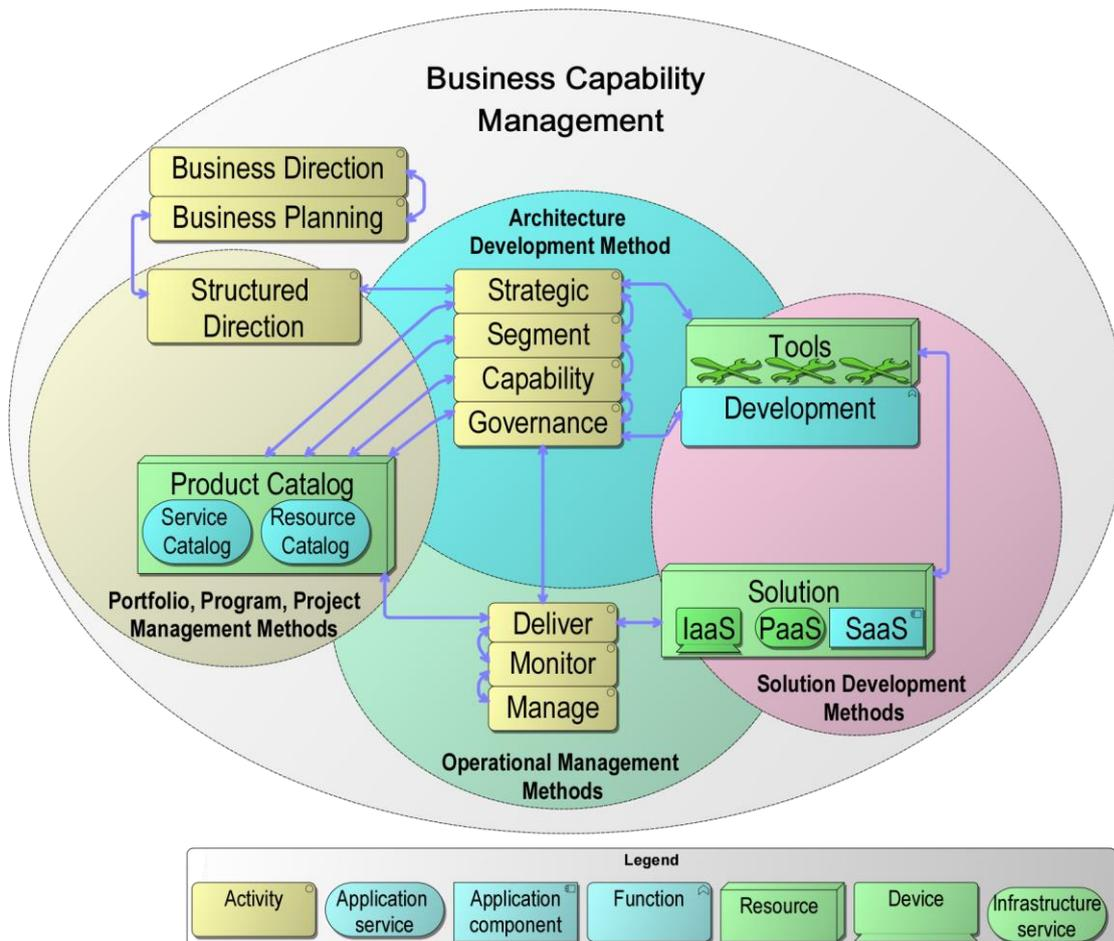 Business Capability
Management
Business Direction
Business Planning
Structured
Direction
Architecture
Development Method
Strategic
Segment
Capability
Governance
Tools
Development
Product Catalog
Service
Catalog
Resource
Catalog
Portfolio, Program, Project
Management Methods
Deliver
Monitor
Manage
Solution
IaaS
PaaS
SaaS
Solution Development
Methods
Operational Management
Methods
Legend
Activity
Application
service
Application
component
Function
Resource
Device
Infrastructure
service